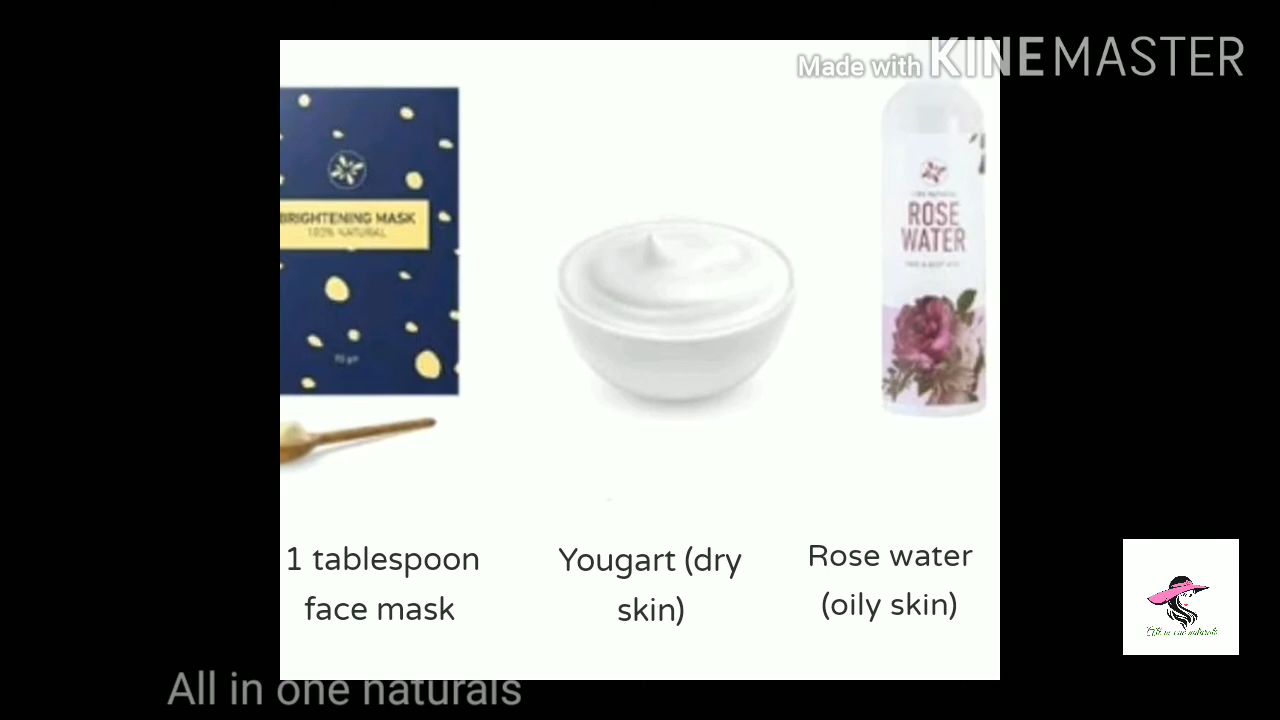 Made with KINEMASTER
BRIGHTENING MASK
100% NATURAL
ROSE
WATER
1 tablespoon
face mask
Yougart (dry
skin)
Rose water
(oily skin)
All in one naturals